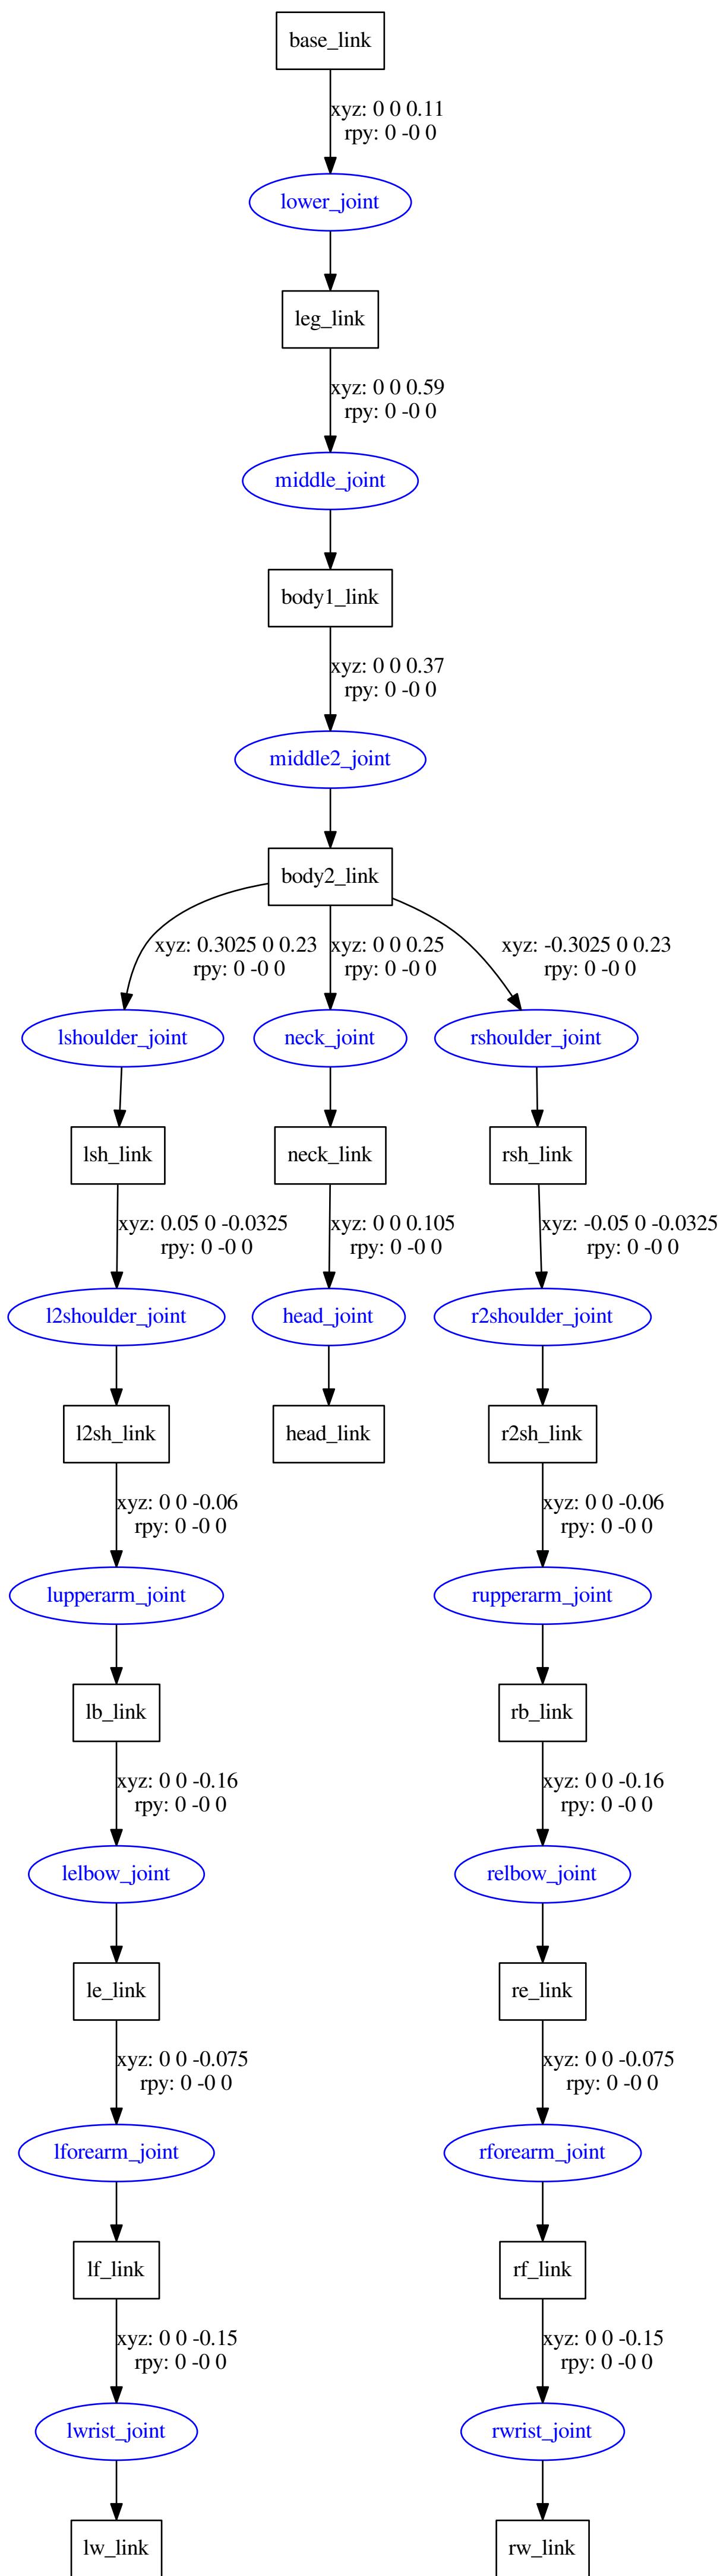 base_link
xyz: 0 0 0.11
rpy: 0 -0 0
lower_joint
leg_link
xyz: 0 0 0.59
rpy: 0 -0 0
middle_joint
body1_link
xyz: 0 0 0.37
rpy: 0 -0 0
middle2_joint
body2_link
xyz: 0.3025 0 0.23
rpy: 0 -0 0
xyz: 0 0 0.25
rpy: 0 -0 0
xyz: -0.3025 0 0.23
rpy: 0 -0 0
lshoulder_joint
neck_joint
rshoulder_joint
lsh_link
neck_link
rsh_link
xyz: 0.05 0 -0.0325
rpy: 0 -0 0
xyz: 0 0 0.105
rpy: 0 -0 0
xyz: -0.05 0 -0.0325
rpy: 0 -0 0
l2shoulder_joint
head_joint
r2shoulder_joint
l2sh_link
head_link
r2sh_link
xyz: 0 0 -0.06
rpy: 0 -0 0
xyz: 0 0 -0.06
rpy: 0 -0 0
lupperarm_joint
rupperarm_joint
lb_link
rb_link
xyz: 0 0 -0.16
rpy: 0 -0 0
xyz: 0 0 -0.16
rpy: 0 -0 0
lelbow_joint
relbow_joint
le_link
re_link
xyz: 0 0 -0.075
rpy: 0 -0 0
xyz: 0 0 -0.075
rpy: 0 -0 0
lforearm_joint
rforearm_joint
lf_link
rf_link
xyz: 0 0 -0.15
rpy: 0 -0 0
xyz: 0 0 -0.15
rpy: 0 -0 0
lwrist_joint
rwrist_joint
lw_link
rw_link